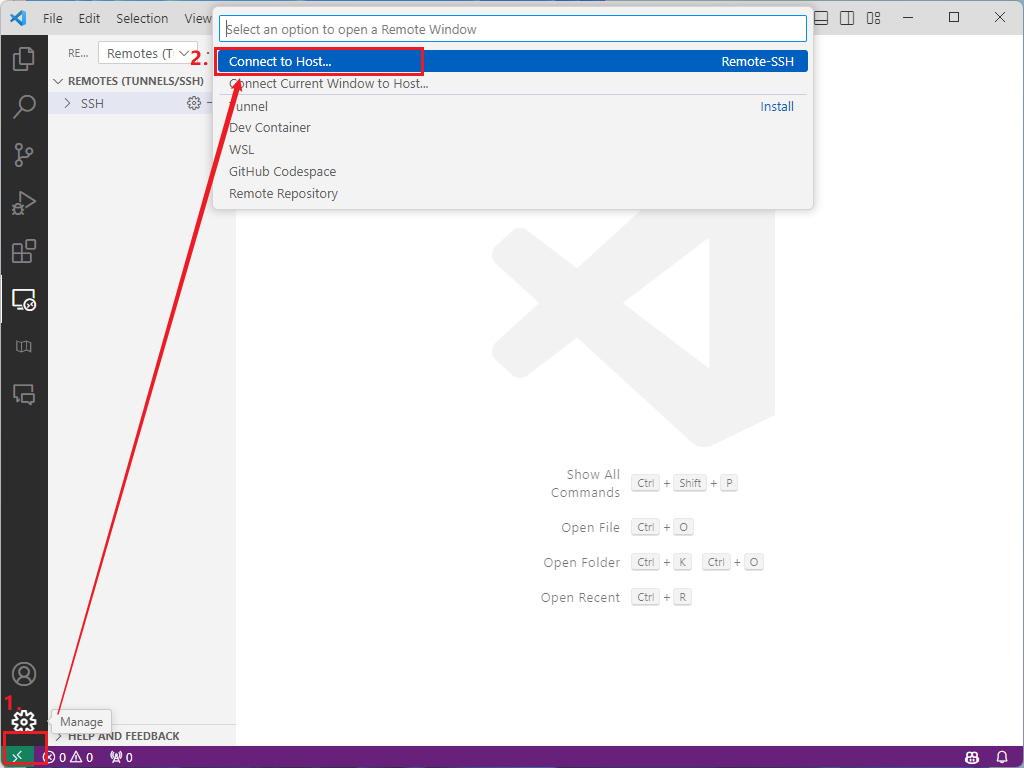 File Edit Selection View
Select an option to open a Remote Window
RE... Remotes (T
2.
Connect to Host... Remote-SSH
REMOTES (TUNNELS/SSH)
Connect Current Window to Host...
SSH
Tunnel Install
Dev Container
WSL
GitHub Codespace
Remote Repository
Show All Commands Ctrl + Shift + P
Open File Ctrl + O
Open Folder Ctrl + K Ctrl + O
Open Recent Ctrl + R
1.
Manage
HELP AND FEEDBACK
0 0 0